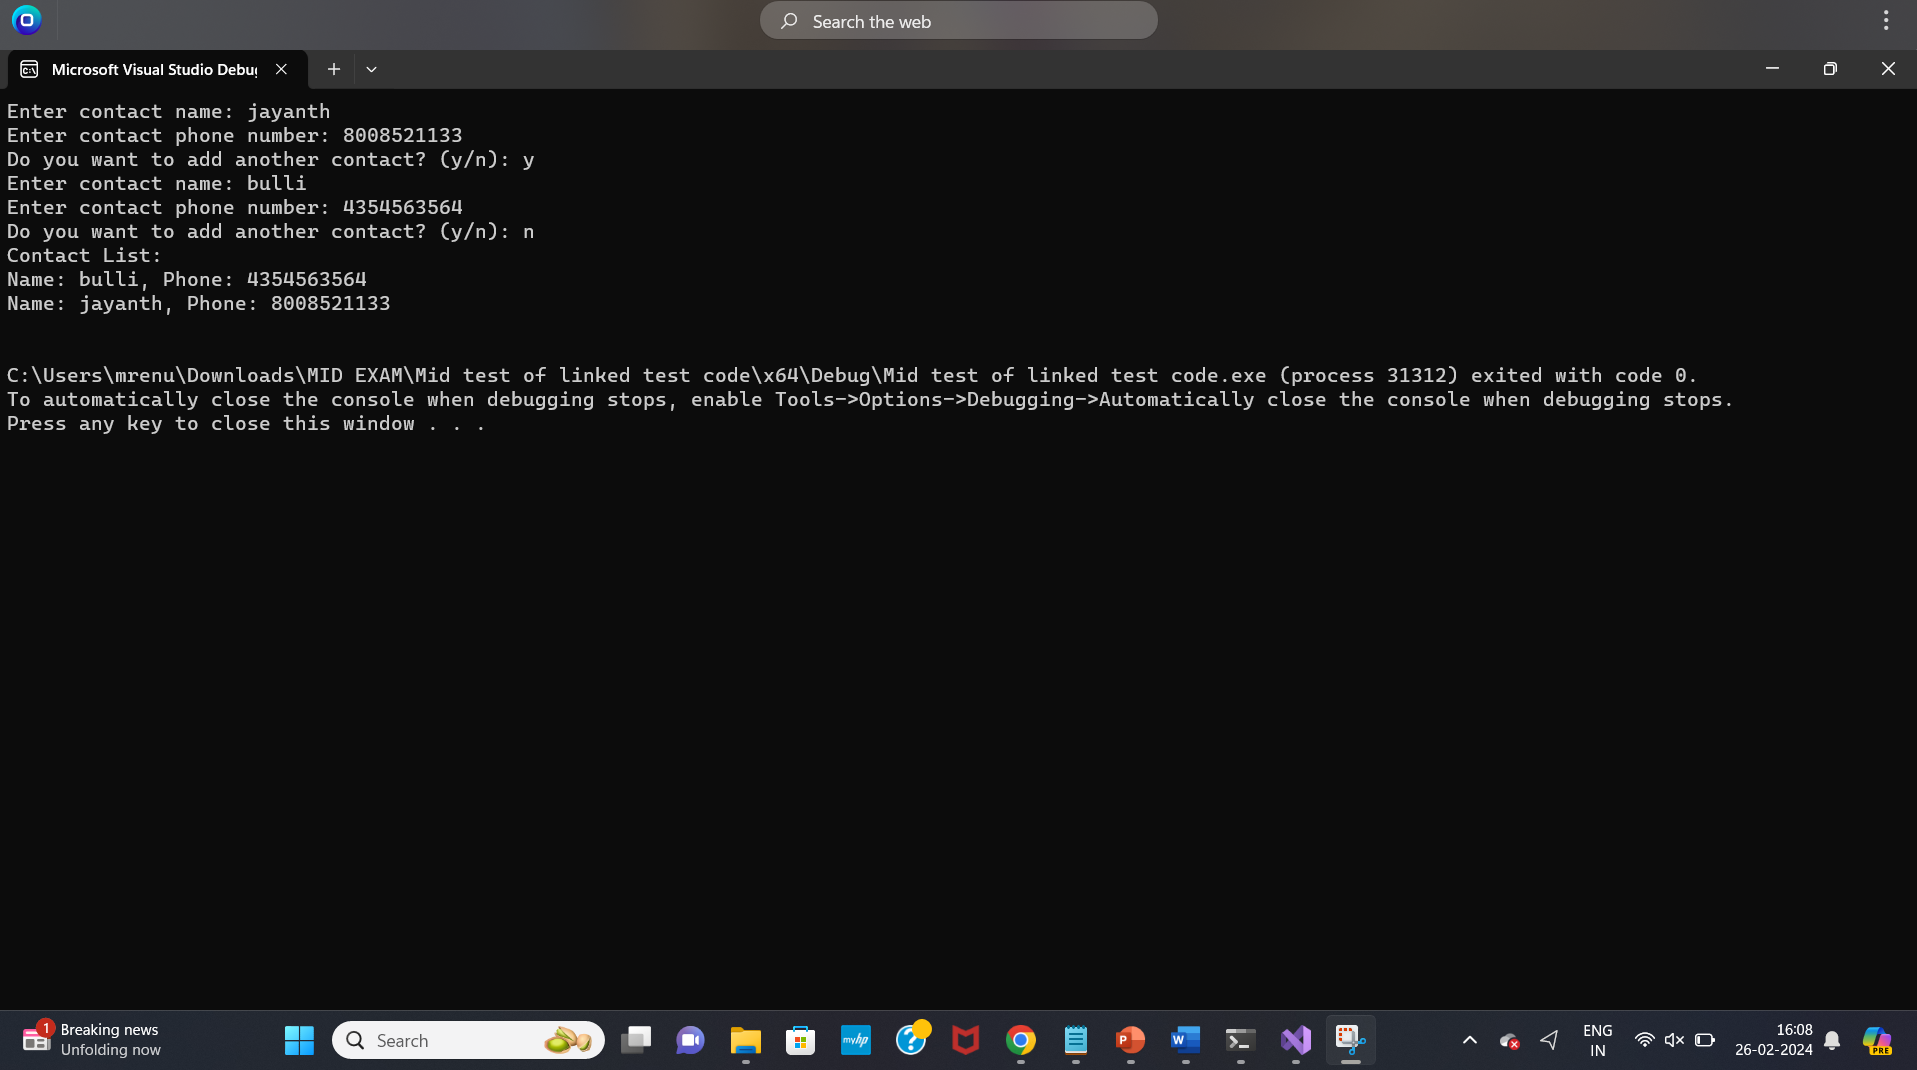 Search the web
Microsoft Visual Studio Debug
Enter contact name: jayanth
Enter contact phone number: 8008521133
Do you want to add another contact? (y/n): y
Enter contact name: bulli
Enter contact phone number: 4354563564
Do you want to add another contact? (y/n): n
Contact List:
Name: bulli, Phone: 4354563564
Name: jayanth, Phone: 8008521133
C:\Users\mrenu\Downloads\MID EXAM\Mid test of linked test code\x64\Debug\Mid test of linked test code.exe (process 31312) exited with code 0.
To automatically close the console when debugging stops, enable Tools->Options->Debugging->Automatically close the console when debugging stops.
Press any key to close this window . . .
1
Breaking news
Unfolding now
Search
myhp
ENG
IN
16:08
26-02-2024
PRE